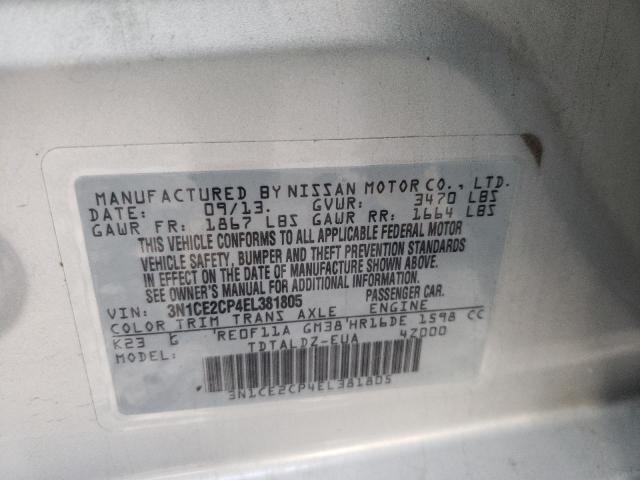 MANUFACTURED BY NISSAN MOTOR CO., LTD.
DATE: 09/13. GVWR: 3470 LBS
GAWR FR: 1867 LBS GAWR RR: 1664 LBS
THIS VEHICLE CONFORMS TO ALL APPLICABLE FEDERAL MOTOR
VEHICLE SAFETY, BUMPER AND THEFT PREVENTION STANDARDS
IN EFFECT ON THE DATE OF MANUFACTURE SHOWN ABOVE.
SEE OWNER'S MANUAL FOR ADDITIONAL INFORMATION.
VIN: 3N1CE2CP4EL381805 PASSENGER CAR.
COLOR TRIM TRANS AXLE ENGINE
K23 G RE0F11A GM38 HR16DE 1598 CC
MODEL: TDTALDZ-EUA 4Z000
3N1CE2CP4EL381805